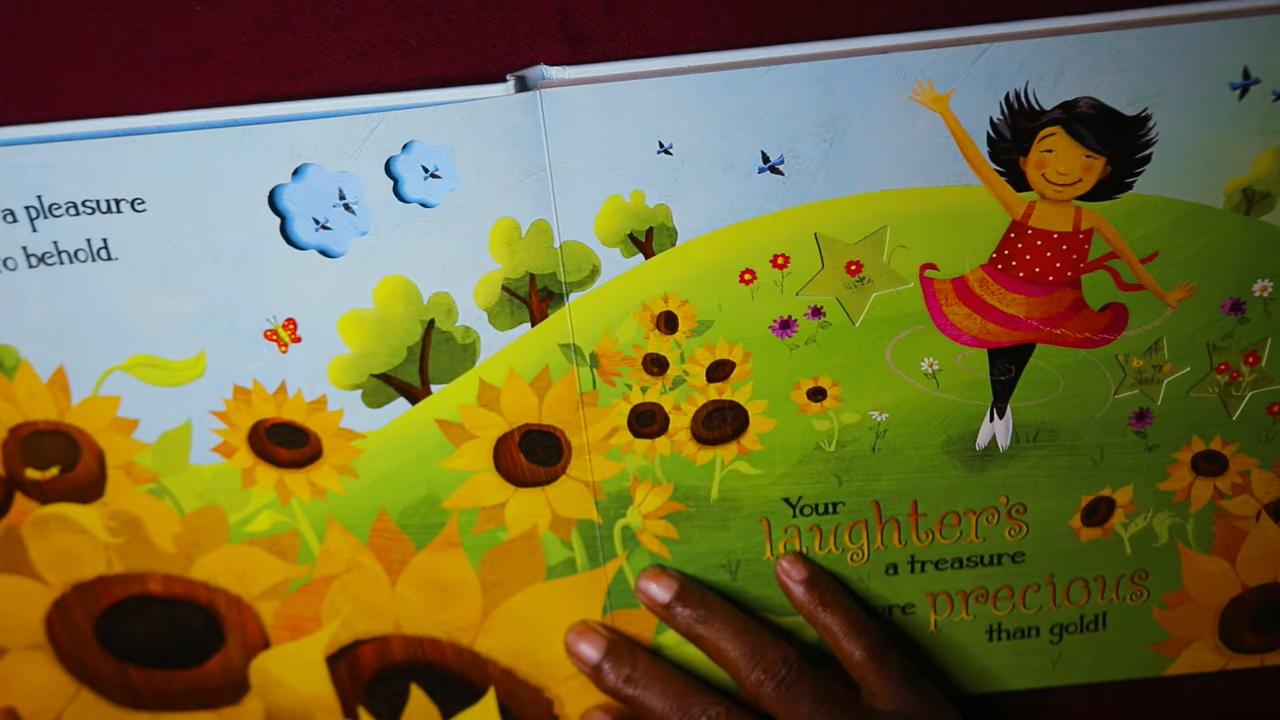 a pleasure
to behold.
Your
laughter's
a treasure
precious
than gold!